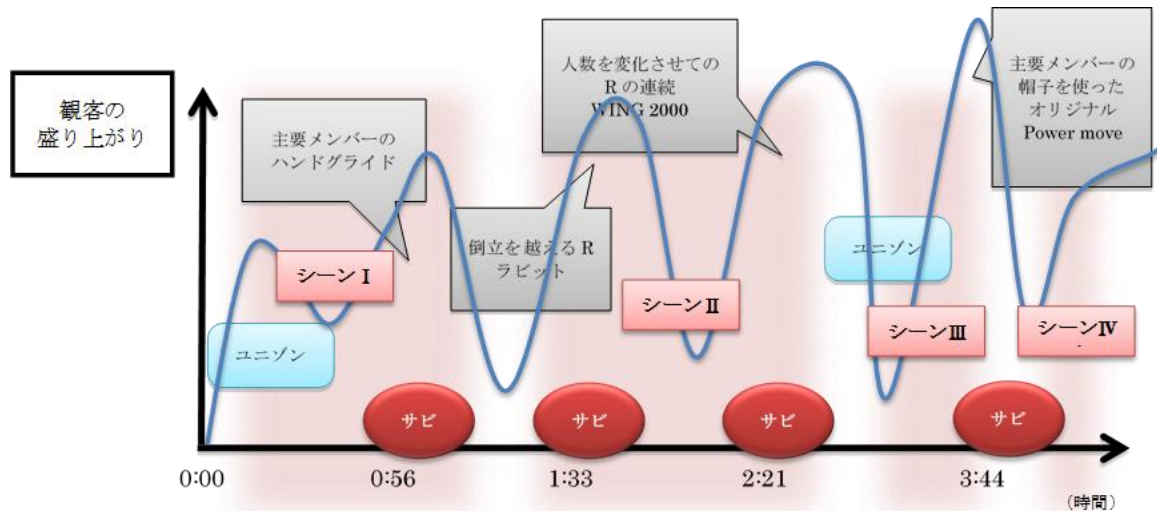 観客の
盛り上がり
主要メンバーの
ハンドグライド
人数を変化させての
R の連続
WING 2000
主要メンバーの
帽子を使った
オリジナル
Power move
倒立を越える R
ラビット
ユニゾン
シーンⅠ
シーンⅡ
シーンⅢ
シーンⅣ
ユニゾン
サビ
サビ
サビ
サビ
0:00
0:56
1:33
2:21
3:44
(時間)